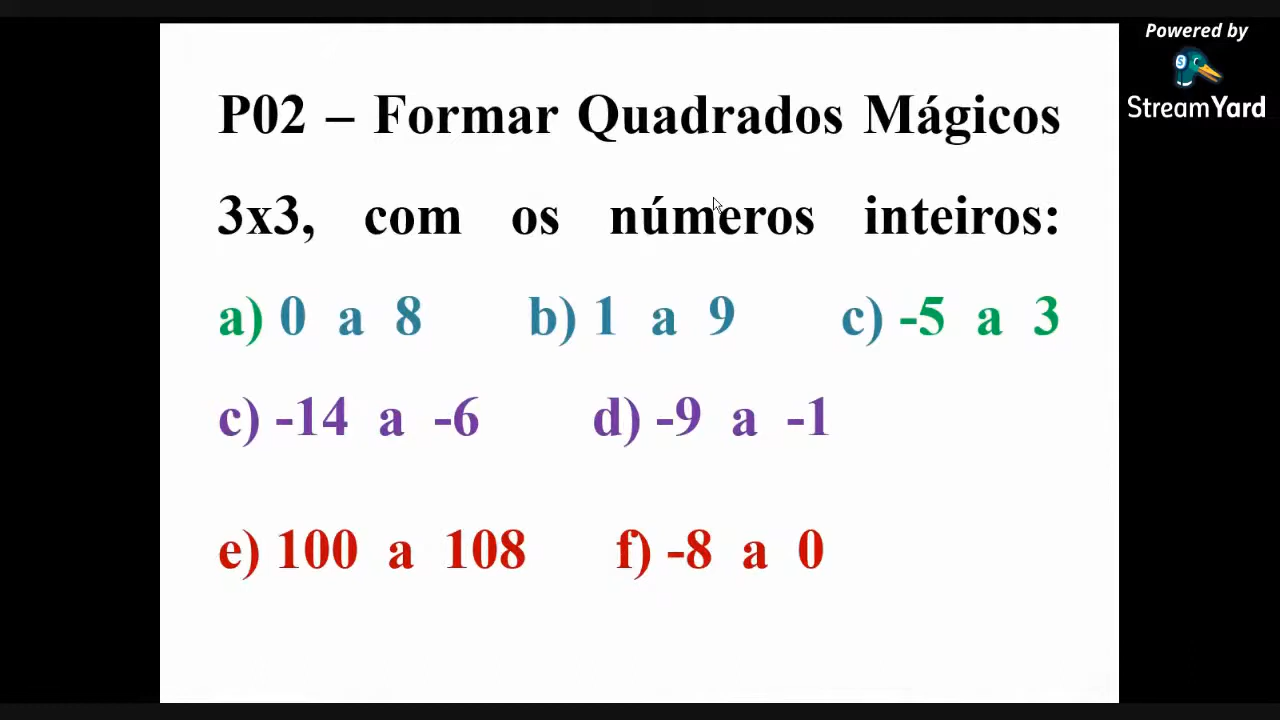 Powered by
StreamYard
P02 – Formar Quadrados Mágicos
3x3, com os números inteiros:
a) 0 a 8 b) 1 a 9 c) -5 a 3
c) -14 a -6 d) -9 a -1
e) 100 a 108 f) -8 a 0